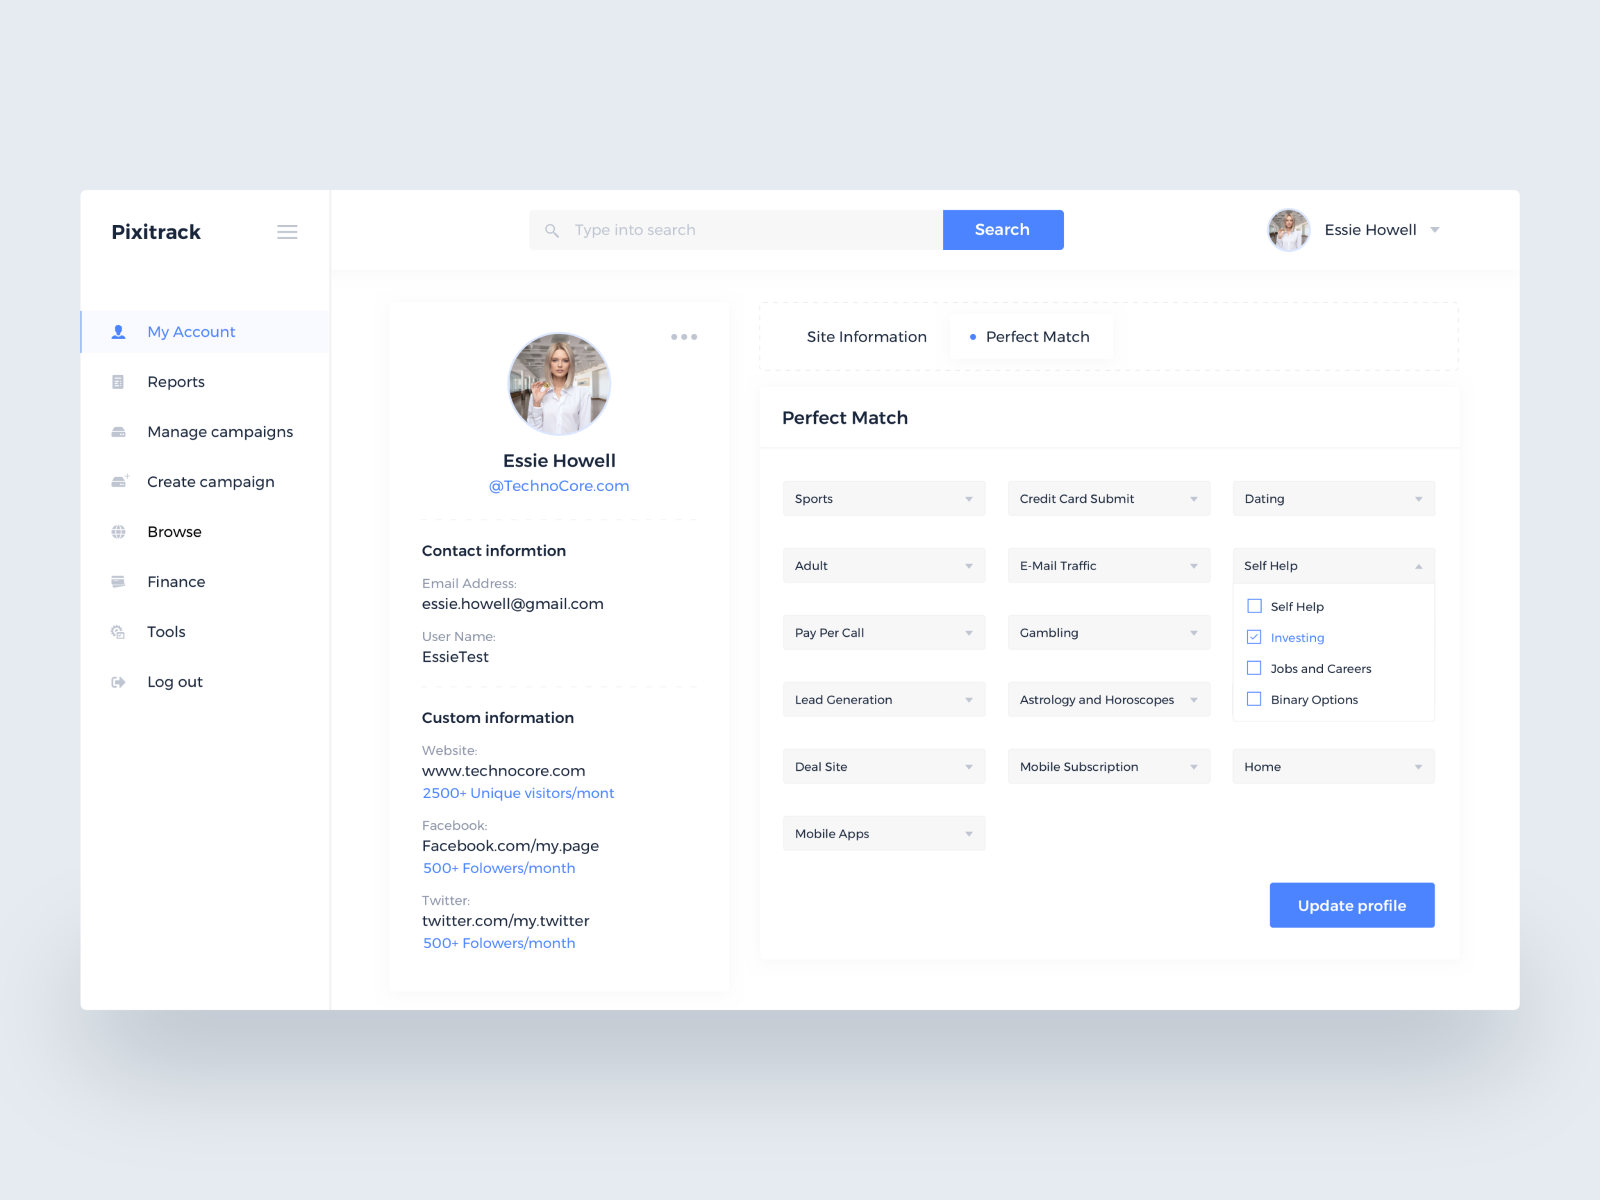 Pixitrack
Type into search
Search
Essie Howell
My Account
Reports
Manage campaigns
Create campaign
Browse
Finance
Tools
Log out
Essie Howell
@TechnoCore.com
Contact informtion
Email Address:
essie.howell@gmail.com
User Name:
EssieTest
Custom information
Website:
www.technocore.com
2500+ Unique visitors/mont
Facebook:
Facebook.com/my.page
500+ Folowers/month
Twitter:
twitter.com/my.twitter
500+ Folowers/month
Site Information
Perfect Match
Perfect Match
Sports
Credit Card Submit
Dating
Adult
E-Mail Traffic
Self Help
Self Help
Investing
Jobs and Careers
Binary Options
Pay Per Call
Gambling
Lead Generation
Astrology and Horoscopes
Deal Site
Mobile Subscription
Home
Mobile Apps
Update profile